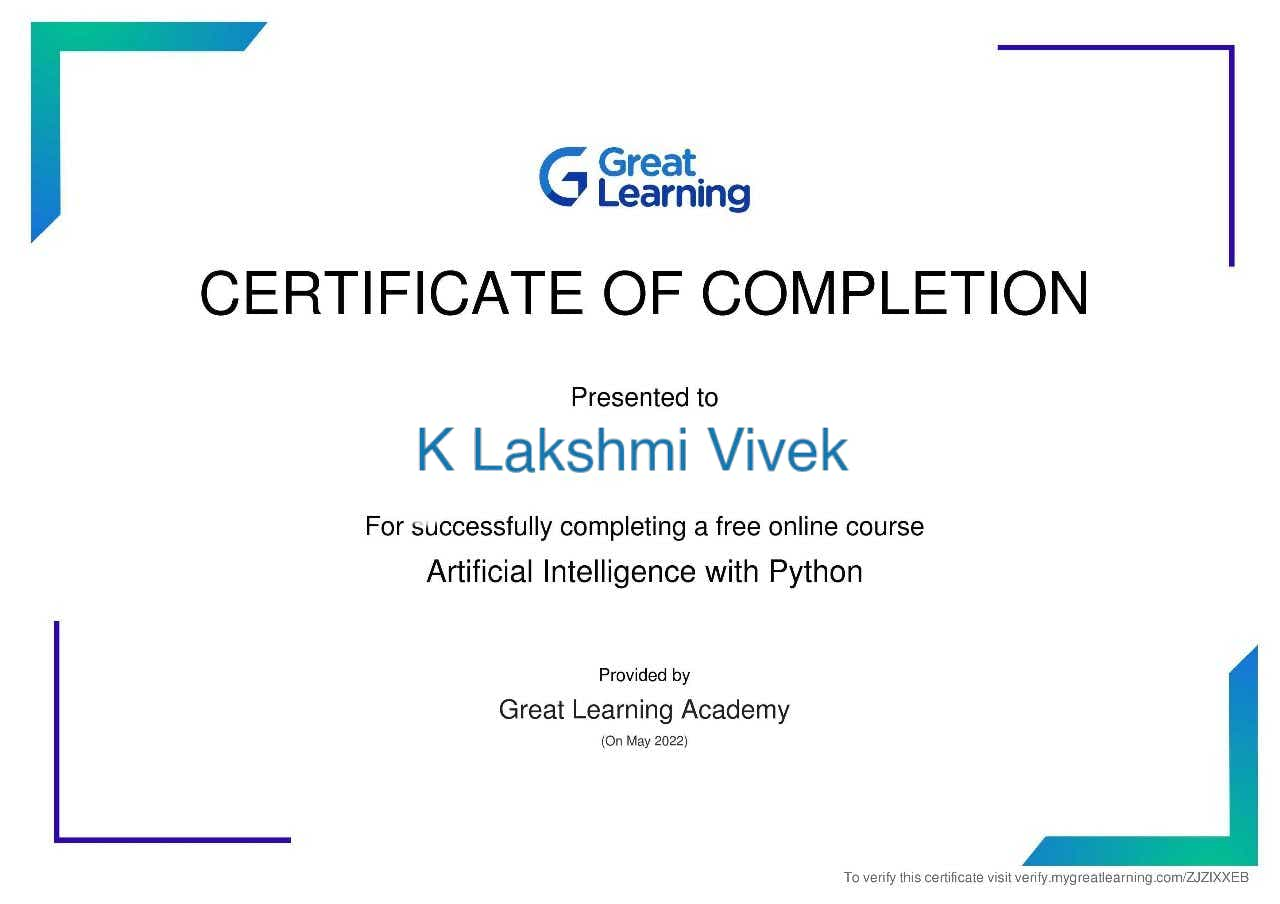 Great
Learning
CERTIFICATE OF COMPLETION
Presented to
K Lakshmi Vivek
For successfully completing a free online course
Artificial Intelligence with Python
Provided by
Great Learning Academy
(On May 2022)
To verify this certificate visit verify.mygreatlearning.com/ZJZIXXEB